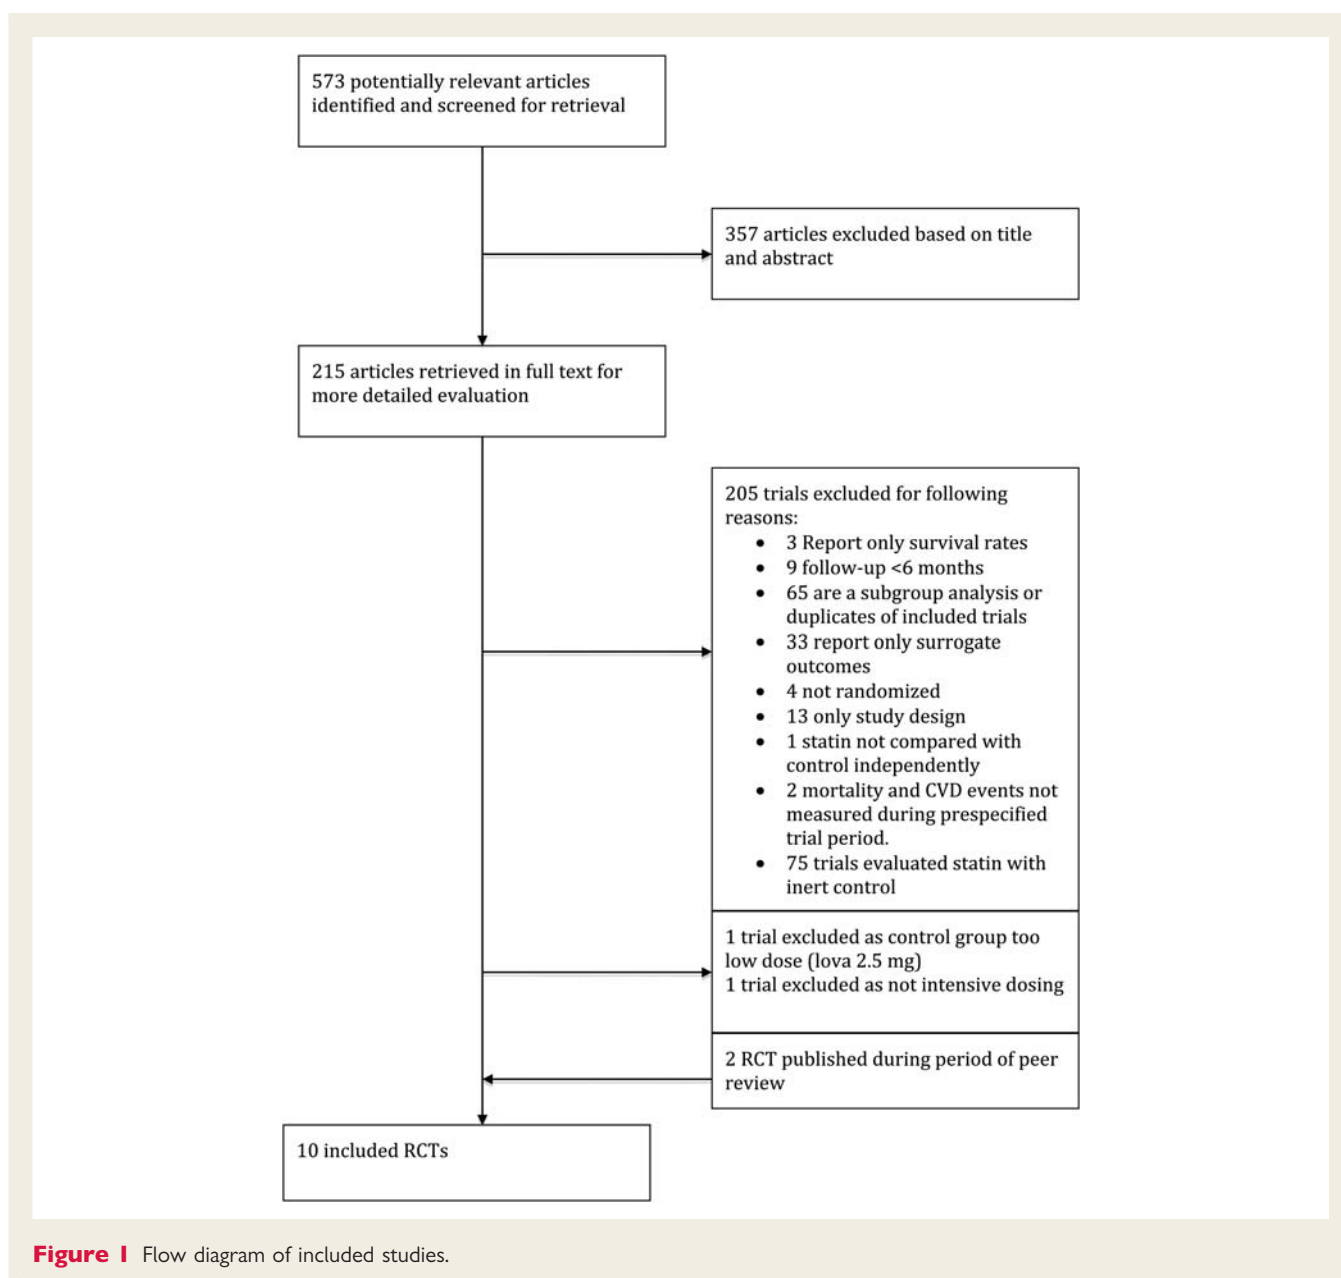 573 potentially relevant articles
identified and screened for retrieval
357 articles excluded based on title
and abstract
215 articles retrieved in full text for
more detailed evaluation
205 trials excluded for following
reasons:
• 3 Report only survival rates
• 9 follow-up <6 months
• 65 are a subgroup analysis or
duplicates of included trials
• 33 report only surrogate
outcomes
• 4 not randomized
• 13 only study design
• 1 statin not compared with
control independently
• 2 mortality and CVD events not
measured during prespecified
trial period.
• 75 trials evaluated statin with
inert control
1 trial excluded as control group too
low dose (lova 2.5 mg)
1 trial excluded as not intensive dosing
2 RCT published during period of peer
review
10 included RCTs
Figure 1 Flow diagram of included studies.